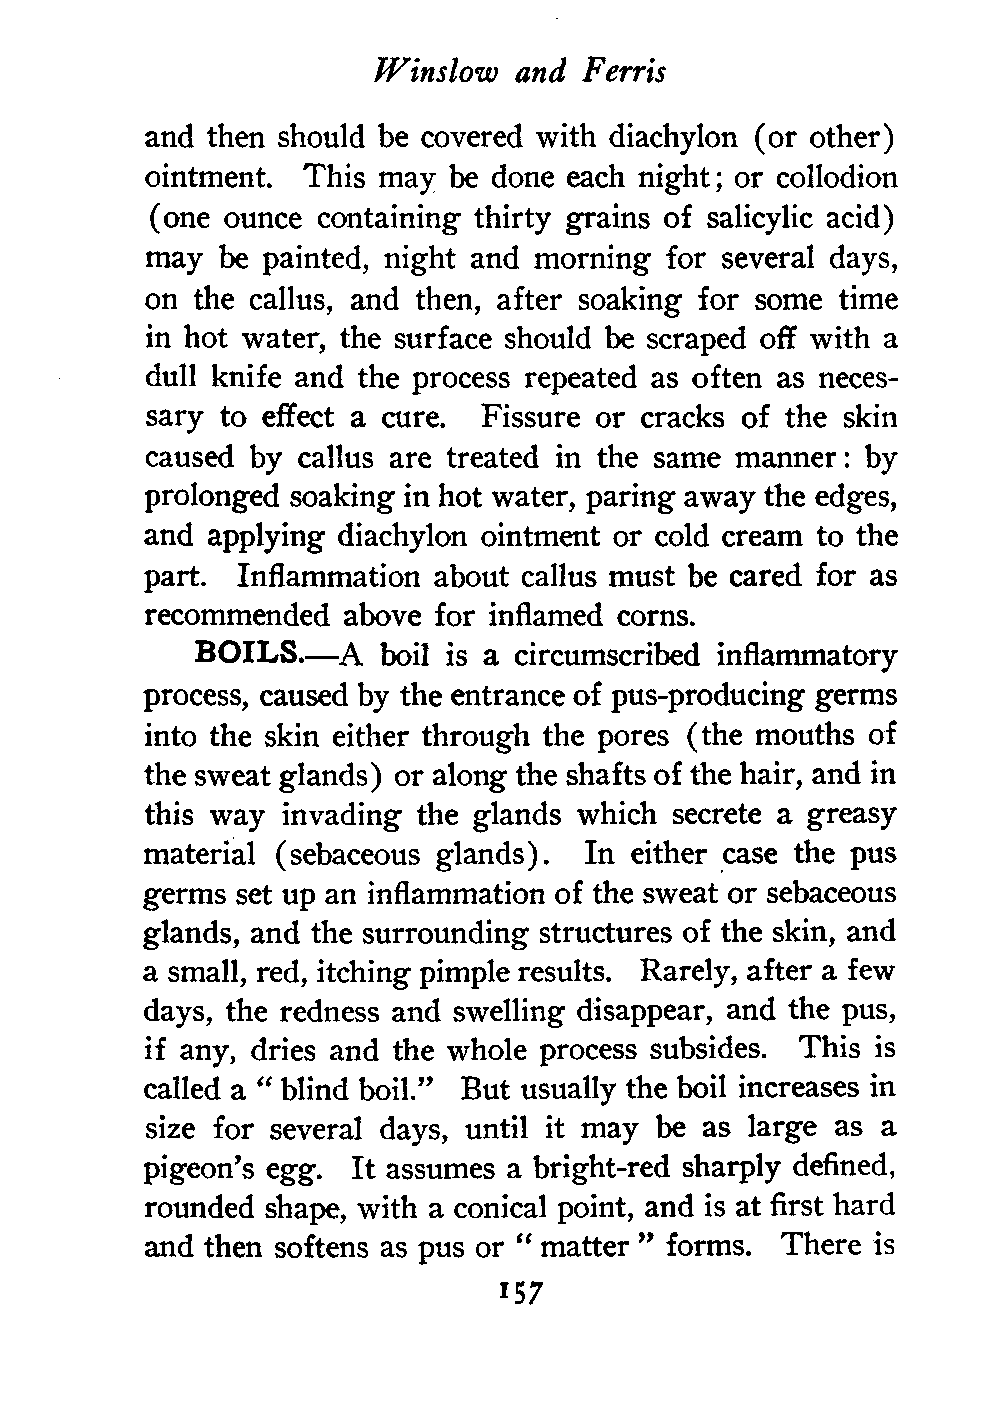 Winslow and Ferris
and then should be covered with diachylon (or other)
ointment. This may be done each night; or collodion
(one ounce containing thirty grains of salicylic acid)
may be painted, night and morning for several days,
on the callus, and then, after soaking for some time
in hot water, the surface should be scraped off with a
dull knife and the process repeated as often as neces-
sary to effect a cure. Fissure or cracks of the skin
caused by callus are treated in the same manner: by
prolonged soaking in hot water, paring away the edges,
and applying diachylon ointment or cold cream to the
part. Inflammation about callus must be cared for as
recommended above for inflamed corns.
BOILS.—A boil is a circumscribed inflammatory
process, caused by the entrance of pus-producing germs
into the skin either through the pores (the mouths of
the sweat glands) or along the shafts of the hair, and in
this way invading the glands which secrete a greasy
material (sebaceous glands). In either case the pus
germs set up an inflammation of the sweat or sebaceous
glands, and the surrounding structures of the skin, and
a small, red, itching pimple results. Rarely, after a few
days, the redness and swelling disappear, and the pus,
if any, dries and the whole process subsides. This is
called a “ blind boil.” But usually the boil increases in
size for several days, until it may be as large as a
pigeon’s egg. It assumes a bright-red sharply defined,
rounded shape, with a conical point, and is at first hard
and then softens as pus or “ matter ” forms. There is
157